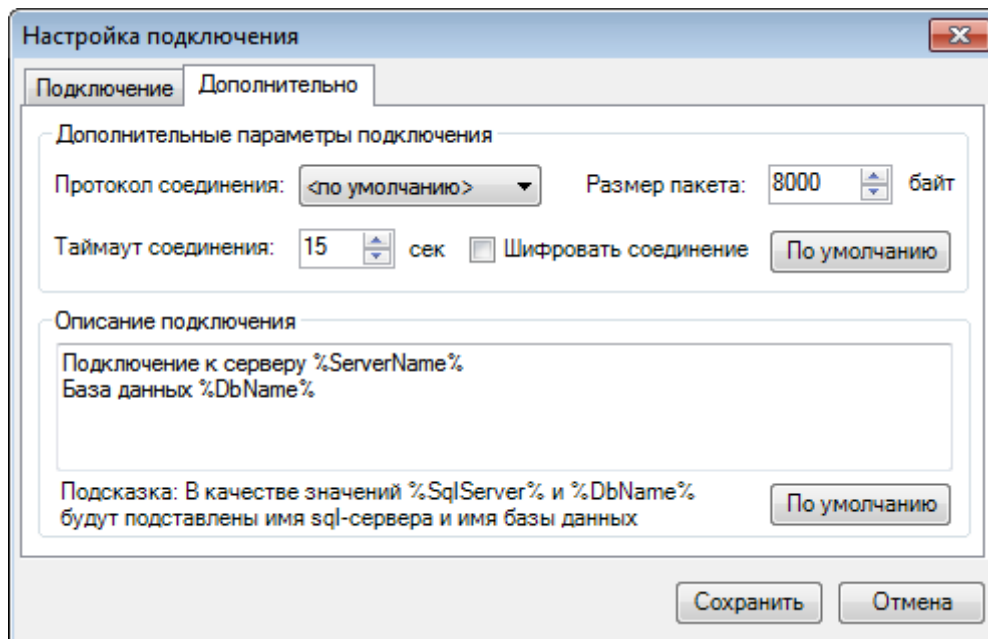 Настройка подключения
Подключение Дополнительно
Дополнительные параметры подключения
Протокол соединения: <по умолчанию> Размер пакета: 8000 байт
Таймаут соединения: 15 сек Шифровать соединение По умолчанию
Описание подключения
Подключение к серверу %ServerName%
База данных %DbName%
Подсказка: В качестве значений %SqlServer% и %DbName%
будут подставлены имя sql-сервера и имя базы данных
По умолчанию
Сохранить Отмена